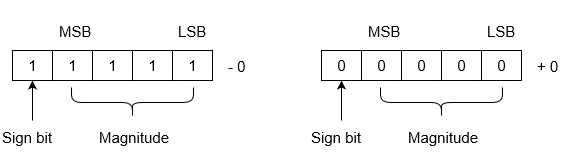 MSB LSB MSB LSB
1 1 1 1 1 - 0 0 0 0 0 0 + 0
Sign bit Magnitude Sign bit Magnitude